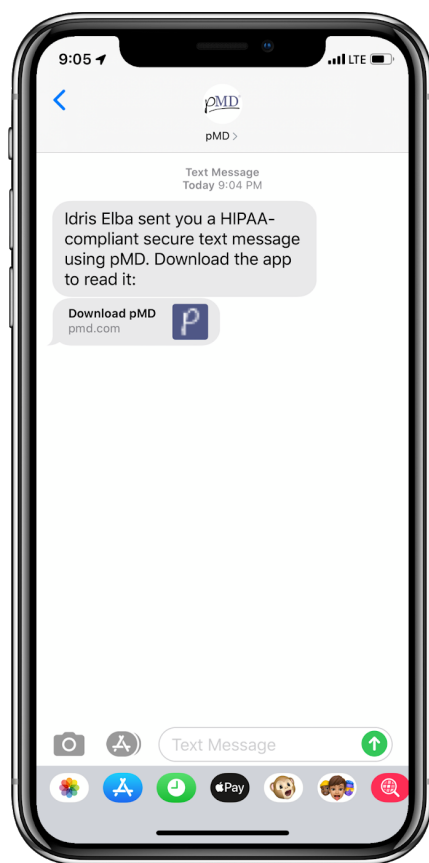 9:05
LTE
pMD
pMD >
Text Message
Today 9:04 PM
Idris Elba sent you a HIPAA-
compliant secure text message
using pMD. Download the app
to read it:
Download pMD
pmd.com
p
Text Message
Pay